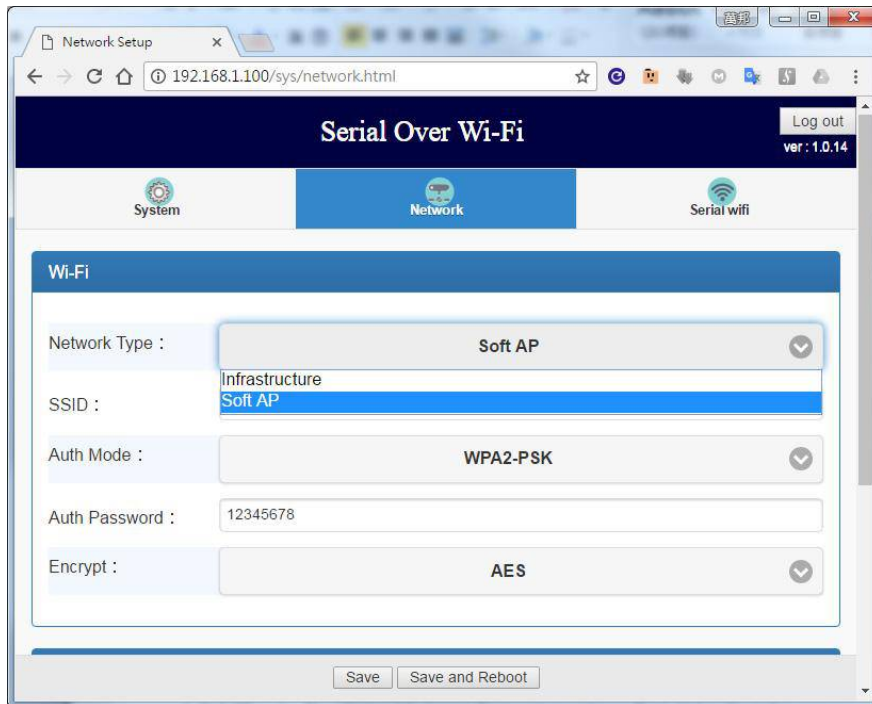 萬邦
Network Setup
192.168.1.100/sys/network.html
Serial Over Wi-Fi
Log out
ver : 1.0.14
System
Network
Serial wifi
Wi-Fi
Network Type :
Soft AP
Infrastructure
Soft AP
SSID :
Auth Mode :
WPA2-PSK
Auth Password :
12345678
Encrypt :
AES
Save
Save and Reboot